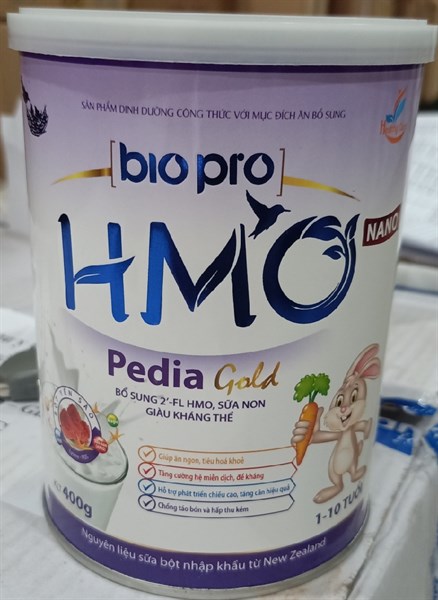 SẢN PHẨM DINH DƯỠNG CÔNG THỨC VỚI MỤC ĐÍCH ĂN BỔ SUNG
[bio pro]
HMO
NANO
Pedia Gold
BỔ SUNG 2'-FL HMO, SỮA NON
GIÀU KHÁNG THỂ
YẾN SÀO
Giúp ăn ngon, tiêu hoá khoẻ
Tăng cường hệ miễn dịch, đề kháng
Hỗ trợ phát triển chiều cao, tăng cân hiệu quả
Chống táo bón và hấp thu kém
400g
1-10 TUỔI
Nguyên liệu sữa bột nhập khẩu từ New Zealand